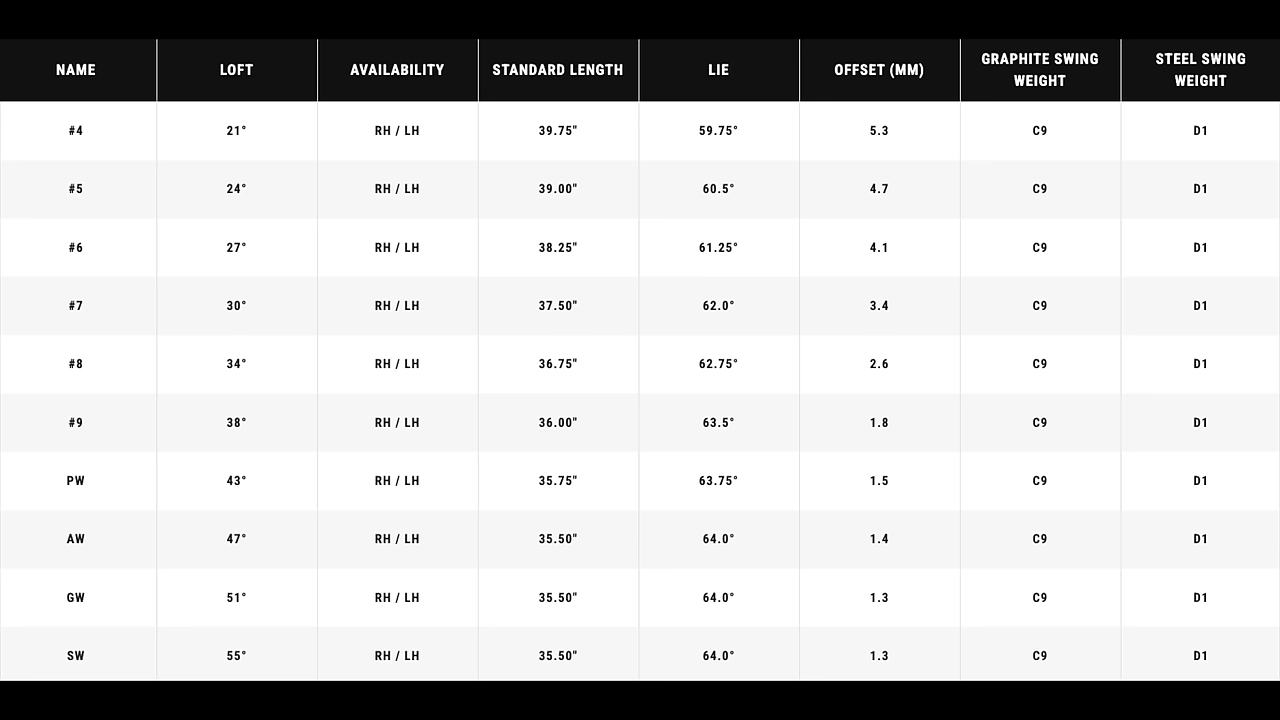 NAME LOFT AVAILABILITY STANDARD LENGTH LIE OFFSET (MM) GRAPHITE SWING WEIGHT STEEL SWING WEIGHT
#4 21° RH / LH 39.75" 59.75° 5.3 C9 D1
#5 24° RH / LH 39.00" 60.5° 4.7 C9 D1
#6 27° RH / LH 38.25" 61.25° 4.1 C9 D1
#7 30° RH / LH 37.50" 62.0° 3.4 C9 D1
#8 34° RH / LH 36.75" 62.75° 2.6 C9 D1
#9 38° RH / LH 36.00" 63.5° 1.8 C9 D1
PW 43° RH / LH 35.75" 63.75° 1.5 C9 D1
AW 47° RH / LH 35.50" 64.0° 1.4 C9 D1
GW 51° RH / LH 35.50" 64.0° 1.3 C9 D1
SW 55° RH / LH 35.50" 64.0° 1.3 C9 D1